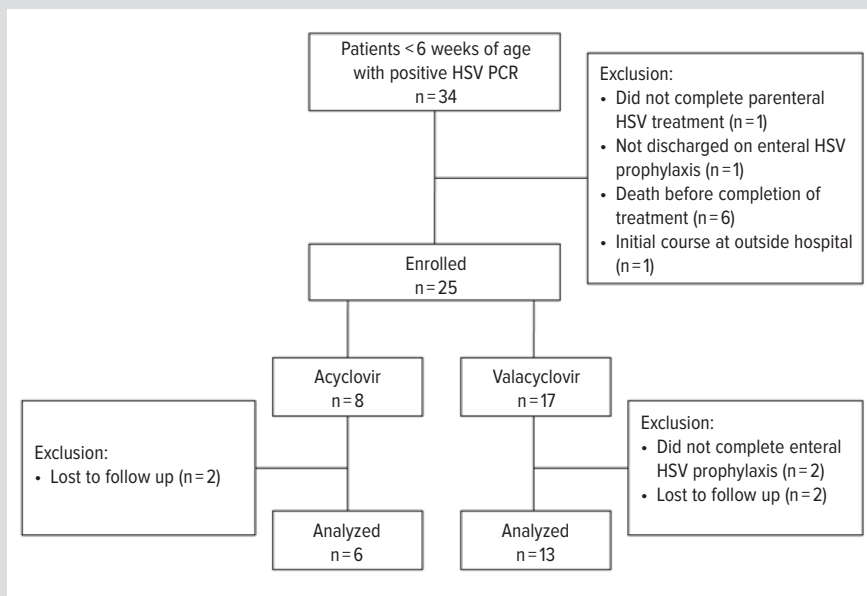 Patients <6 weeks of age
with positive HSV PCR
n=34
Exclusion:
• Did not complete parenteral
HSV treatment (n=1)
• Not discharged on enteral HSV
prophylaxis (n=1)
• Death before completion of
treatment (n=6)
• Initial course at outside hospital
(n=1)
Enrolled
n=25
Acyclovir
n=8
Valacyclovir
n=17
Exclusion:
• Lost to follow up (n=2)
Exclusion:
• Did not complete enteral
HSV prophylaxis (n=2)
• Lost to follow up (n=2)
Analyzed
n=6
Analyzed
n=13